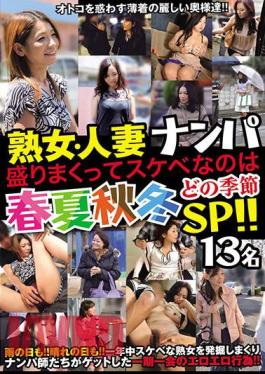 オトコを惑わす薄着の麗しい奥様達!!
熟女・人妻ナンパ
盛りまくってスケベなのは
春夏秋冬どの季節
SP!!
13名
雨の日も!!晴れの日も!!一年中スケベな熟女を発掘しまくり
ナンパ師たちがゲットした一期一会のエロエロ行為!!